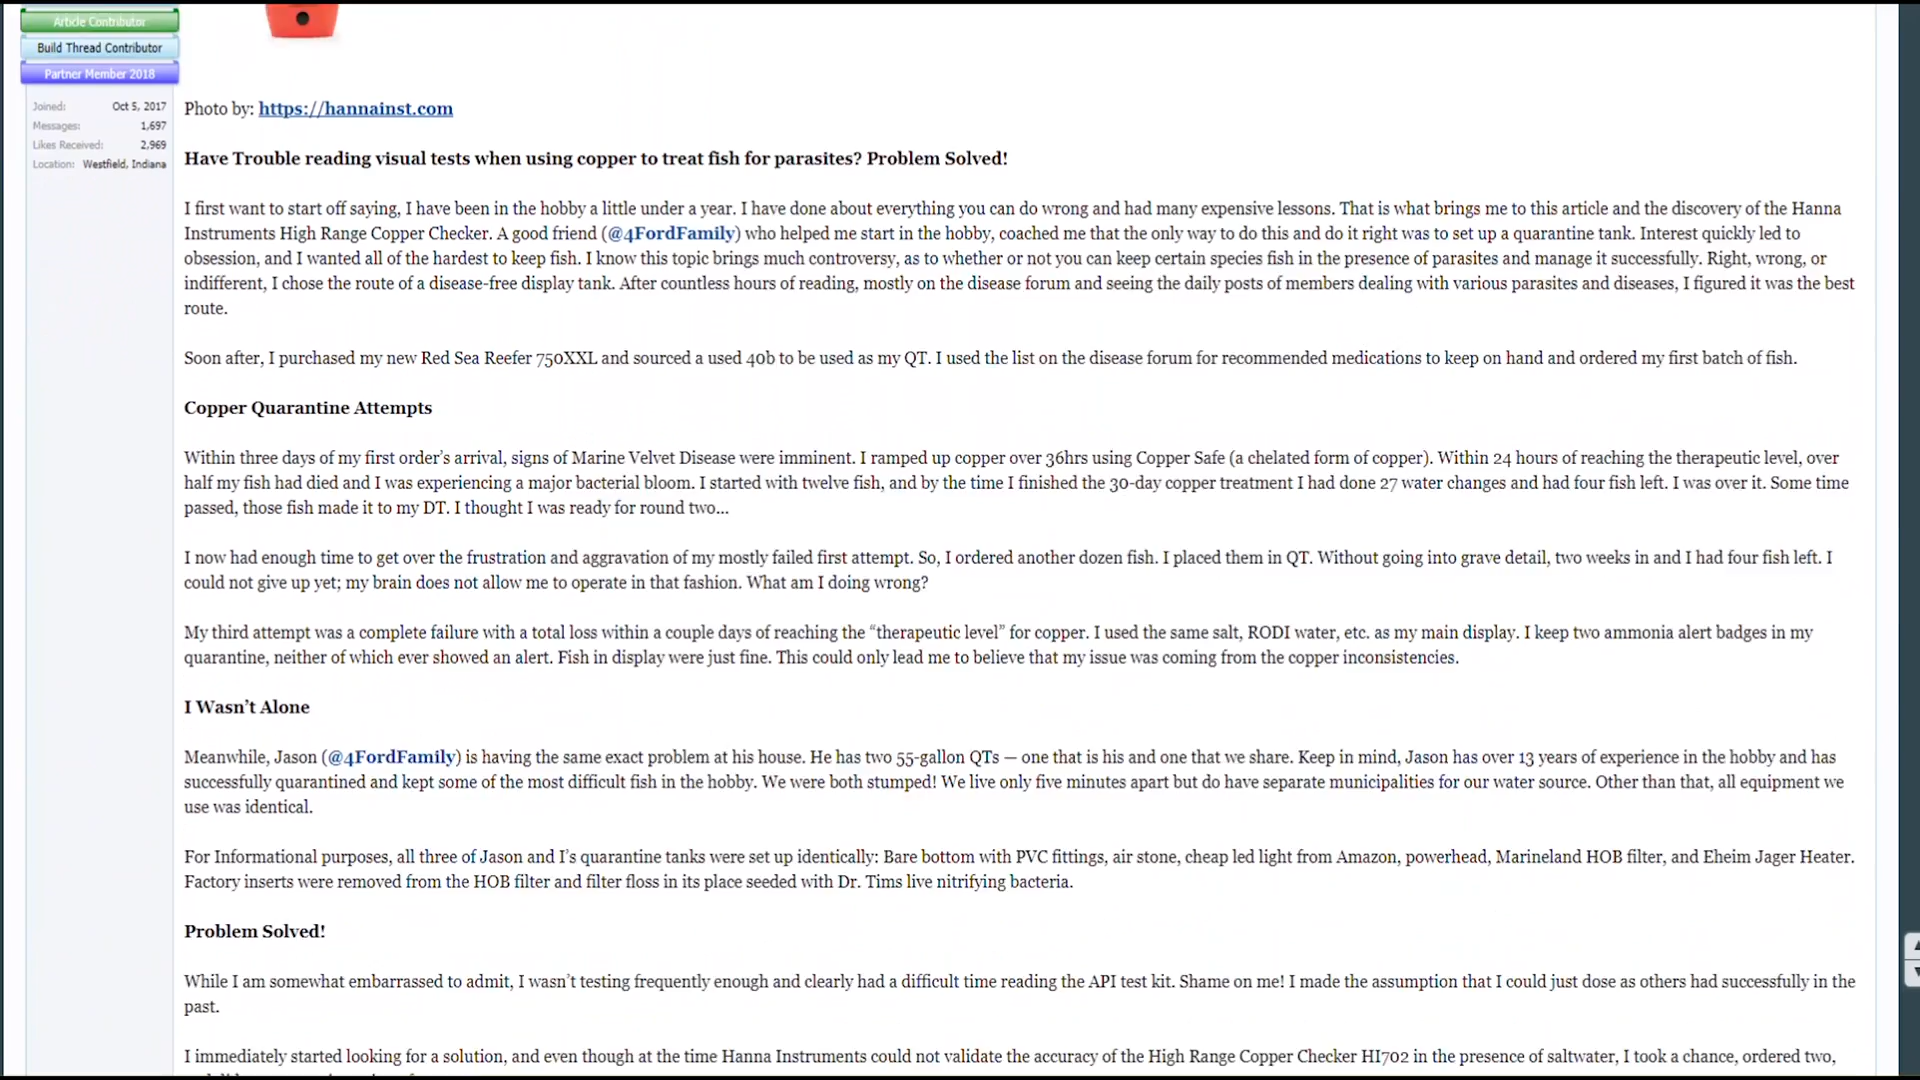 Article Contributor
Build Thread Contributor
Partner Member 2018
Joined: Oct 5, 2017
Messages: 1,697
Likes Received: 2,969
Location: Westfield, Indiana
Photo by: https://hannainst.com
Have Trouble reading visual tests when using copper to treat fish for parasites? Problem Solved!
I first want to start off saying, I have been in the hobby a little under a year. I have done about everything you can do wrong and had many expensive lessons. That is what brings me to this article and the discovery of the Hanna
Instruments High Range Copper Checker. A good friend (@4FordFamily) who helped me start in the hobby, coached me that the only way to do this and do it right was to set up a quarantine tank. Interest quickly led to
obsession, and I wanted all of the hardest to keep fish. I know this topic brings much controversy, as to whether or not you can keep certain species fish in the presence of parasites and manage it successfully. Right, wrong, or
indifferent, I chose the route of a disease-free display tank. After countless hours of reading, mostly on the disease forum and seeing the daily posts of members dealing with various parasites and diseases, I figured it was the best
route.
Soon after, I purchased my new Red Sea Reefer 750XXL and sourced a used 40b to be used as my QT. I used the list on the disease forum for recommended medications to keep on hand and ordered my first batch of fish.
Copper Quarantine Attempts
Within three days of my first order’s arrival, signs of Marine Velvet Disease were imminent. I ramped up copper over 36hrs using Copper Safe (a chelated form of copper). Within 24 hours of reaching the therapeutic level, over
half my fish had died and I was experiencing a major bacterial bloom. I started with twelve fish, and by the time I finished the 30-day copper treatment I had done 27 water changes and had four fish left. I was over it. Some time
passed, those fish made it to my DT. I thought I was ready for round two...
I now had enough time to get over the frustration and aggravation of my mostly failed first attempt. So, I ordered another dozen fish. I placed them in QT. Without going into grave detail, two weeks in and I had four fish left. I
could not give up yet; my brain does not allow me to operate in that fashion. What am I doing wrong?
My third attempt was a complete failure with a total loss within a couple days of reaching the “therapeutic level” for copper. I used the same salt, RODI water, etc. as my main display. I keep two ammonia alert badges in my
quarantine, neither of which ever showed an alert. Fish in display were just fine. This could only lead me to believe that my issue was coming from the copper inconsistencies.
I Wasn’t Alone
Meanwhile, Jason (@4FordFamily) is having the same exact problem at his house. He has two 55-gallon QTs — one that is his and one that we share. Keep in mind, Jason has over 13 years of experience in the hobby and has
successfully quarantined and kept some of the most difficult fish in the hobby. We were both stumped! We live only five minutes apart but do have separate municipalities for our water source. Other than that, all equipment we
use was identical.
For Informational purposes, all three of Jason and I’s quarantine tanks were set up identically: Bare bottom with PVC fittings, air stone, cheap led light from Amazon, powerhead, Marineland HOB filter, and Eheim Jager Heater.
Factory inserts were removed from the HOB filter and filter floss in its place seeded with Dr. Tims live nitrifying bacteria.
Problem Solved!
While I am somewhat embarrassed to admit, I wasn’t testing frequently enough and clearly had a difficult time reading the API test kit. Shame on me! I made the assumption that I could just dose as others had successfully in the
past.
I immediately started looking for a solution, and even though at the time Hanna Instruments could not validate the accuracy of the High Range Copper Checker HI702 in the presence of saltwater, I took a chance, ordered two,